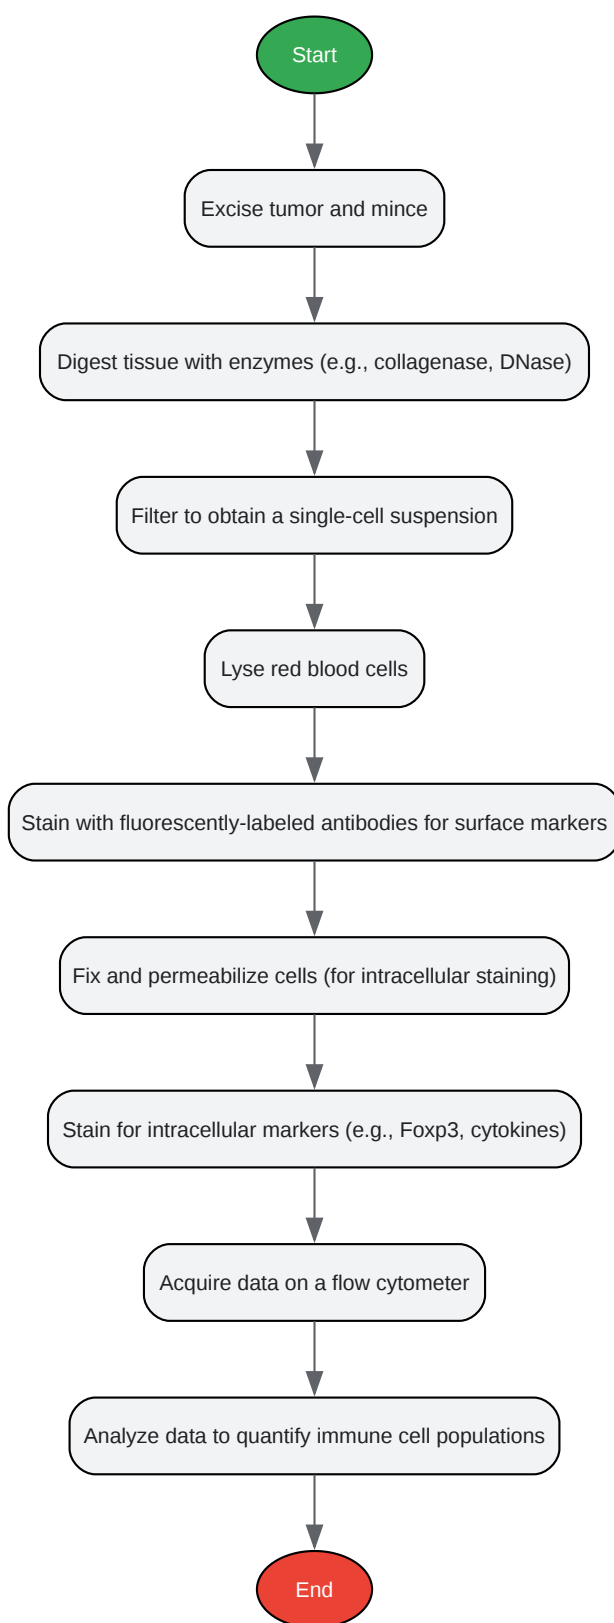 Start
Excise tumor and mince
Digest tissue with enzymes (e.g., collagenase, DNase)
Filter to obtain a single-cell suspension
Lyse red blood cells
Stain with fluorescently-labeled antibodies for surface markers
Fix and permeabilize cells (for intracellular staining)
Stain for intracellular markers (e.g., Foxp3, cytokines)
Acquire data on a flow cytometer
Analyze data to quantify immune cell populations
End